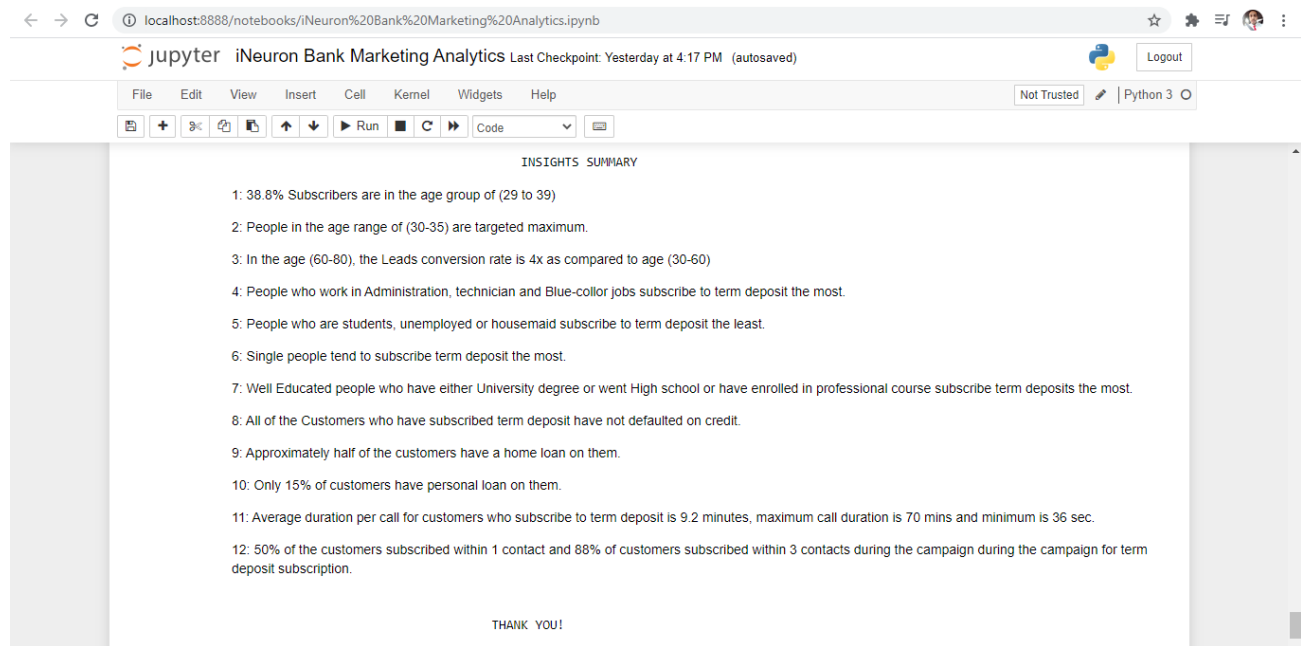 localhost:8888/notebooks/iNeuron%20Bank%20Marketing%20Analytics.ipynb
jupyter iNeuron Bank Marketing Analytics Last Checkpoint: Yesterday at 4:17 PM (autosaved)
Logout
File Edit View Insert Cell Kernel Widgets Help
Not Trusted Python 3
Run Code
INSIGHTS SUMMARY
1: 38.8% Subscribers are in the age group of (29 to 39)
2: People in the age range of (30-35) are targeted maximum.
3: In the age (60-80), the Leads conversion rate is 4x as compared to age (30-60)
4: People who work in Administration, technician and Blue-collor jobs subscribe to term deposit the most.
5: People who are students, unemployed or housemaid subscribe to term deposit the least.
6: Single people tend to subscribe term deposit the most.
7: Well Educated people who have either University degree or went High school or have enrolled in professional course subscribe term deposits the most.
8: All of the Customers who have subscribed term deposit have not defaulted on credit.
9: Approximately half of the customers have a home loan on them.
10: Only 15% of customers have personal loan on them.
11: Average duration per call for customers who subscribe to term deposit is 9.2 minutes, maximum call duration is 70 mins and minimum is 36 sec.
12: 50% of the customers subscribed within 1 contact and 88% of customers subscribed within 3 contacts during the campaign during the campaign for term
deposit subscription.
THANK YOU!